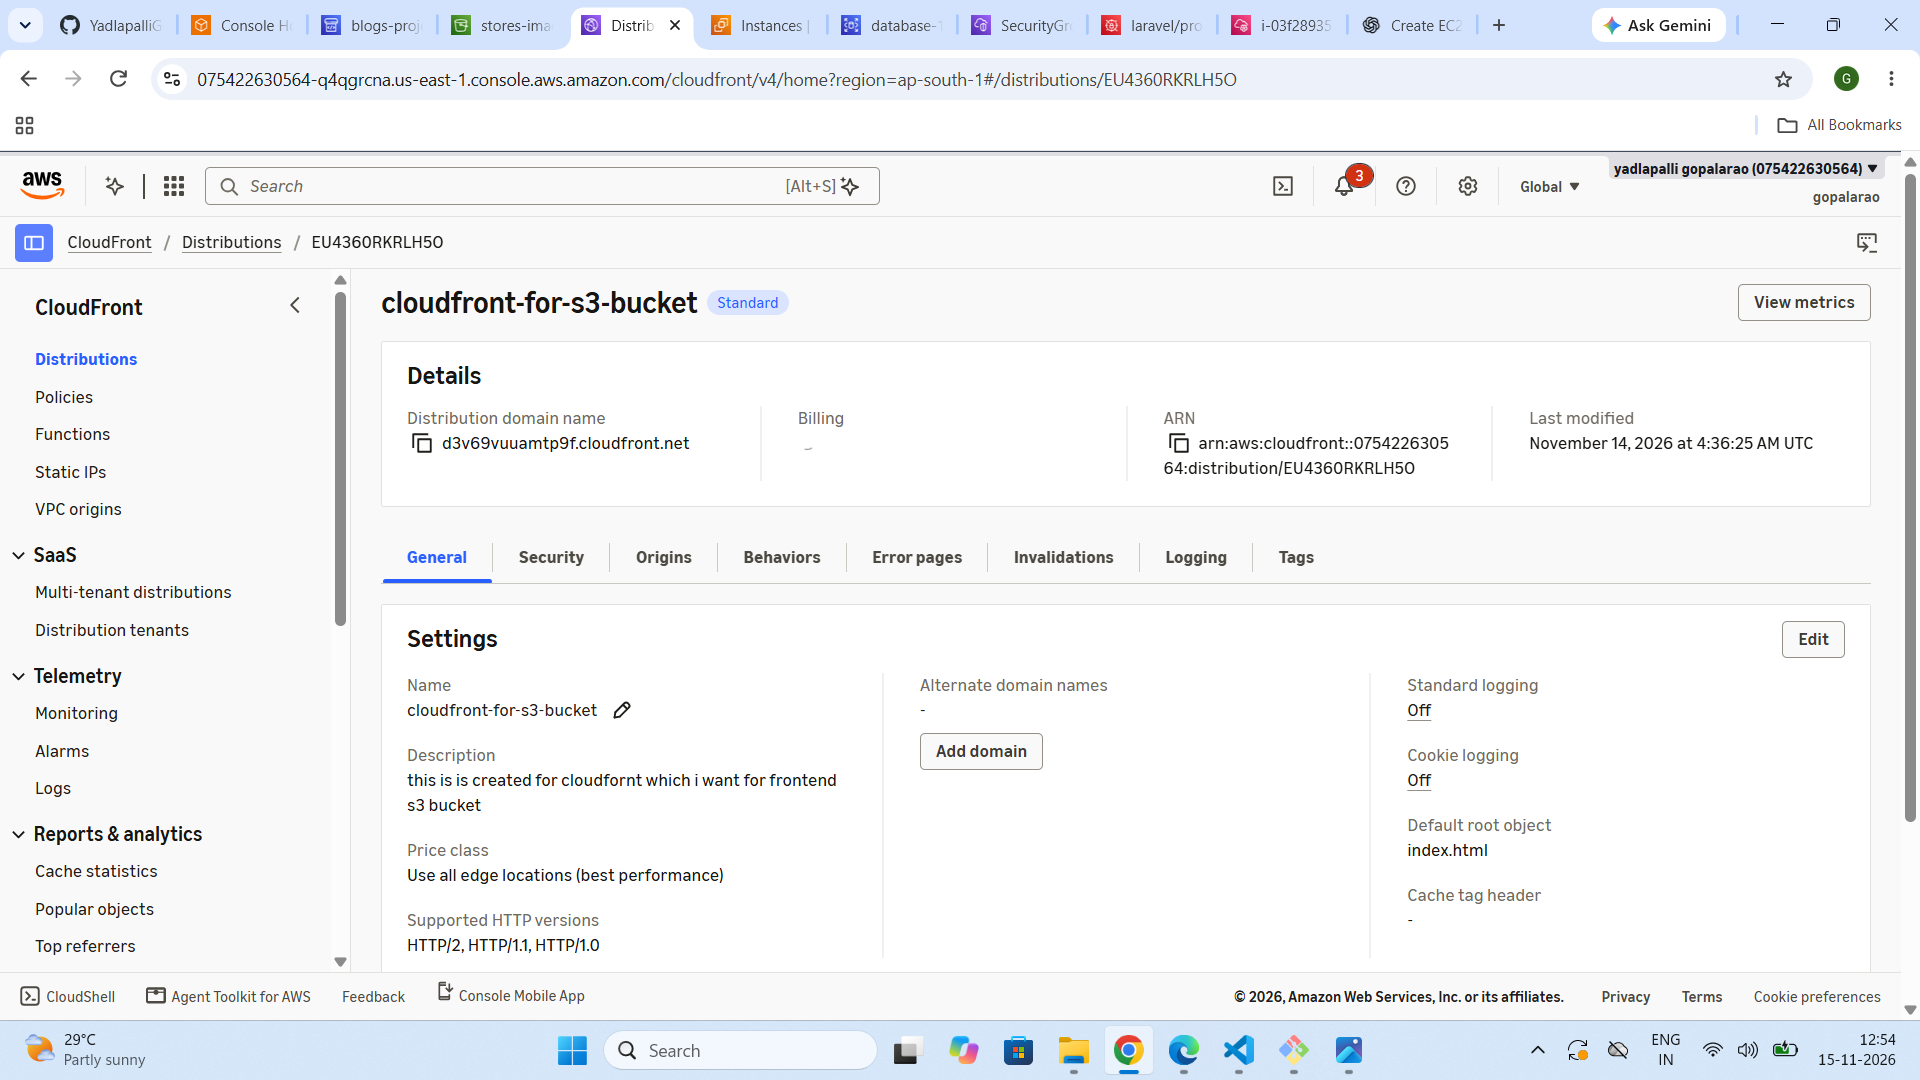 YadlapalliG
Console Ho
blogs-proj
stores-ima
Distrib
Instances |
database-1
SecurityGr
laravel/pro
i-03f28935
Create EC2
Ask Gemini
075422630564-q4qgrcna.us-east-1.console.aws.amazon.com/cloudfront/v4/home?region=ap-south-1#/distributions/EU4360RKRLH5O
G
All Bookmarks
aws
Search
[Alt+S]
3
Global
yadlapalli gopalarao (075422630564)
gopalarao
CloudFront / Distributions / EU4360RKRLH5O
CloudFront
Distributions
Policies
Functions
Static IPs
VPC origins
SaaS
Multi-tenant distributions
Distribution tenants
Telemetry
Monitoring
Alarms
Logs
Reports & analytics
Cache statistics
Popular objects
Top referrers
cloudfront-for-s3-bucket
Standard
View metrics
Details
Distribution domain name
d3v69vuuamtp9f.cloudfront.net
Billing
ARN
arn:aws:cloudfront::0754226305
64:distribution/EU4360RKRLH5O
Last modified
November 14, 2026 at 4:36:25 AM UTC
General
Security
Origins
Behaviors
Error pages
Invalidations
Logging
Tags
Settings
Edit
Name
cloudfront-for-s3-bucket
Description
this is is created for cloudfornt which i want for frontend
s3 bucket
Price class
Use all edge locations (best performance)
Supported HTTP versions
HTTP/2, HTTP/1.1, HTTP/1.0
Alternate domain names
-
Add domain
Standard logging
Off
Cookie logging
Off
Default root object
index.html
Cache tag header
-
CloudShell
Agent Toolkit for AWS
Feedback
Console Mobile App
© 2026, Amazon Web Services, Inc. or its affiliates.
Privacy
Terms
Cookie preferences
29°C
Partly sunny
Search
ENG
IN
12:54
15-11-2026